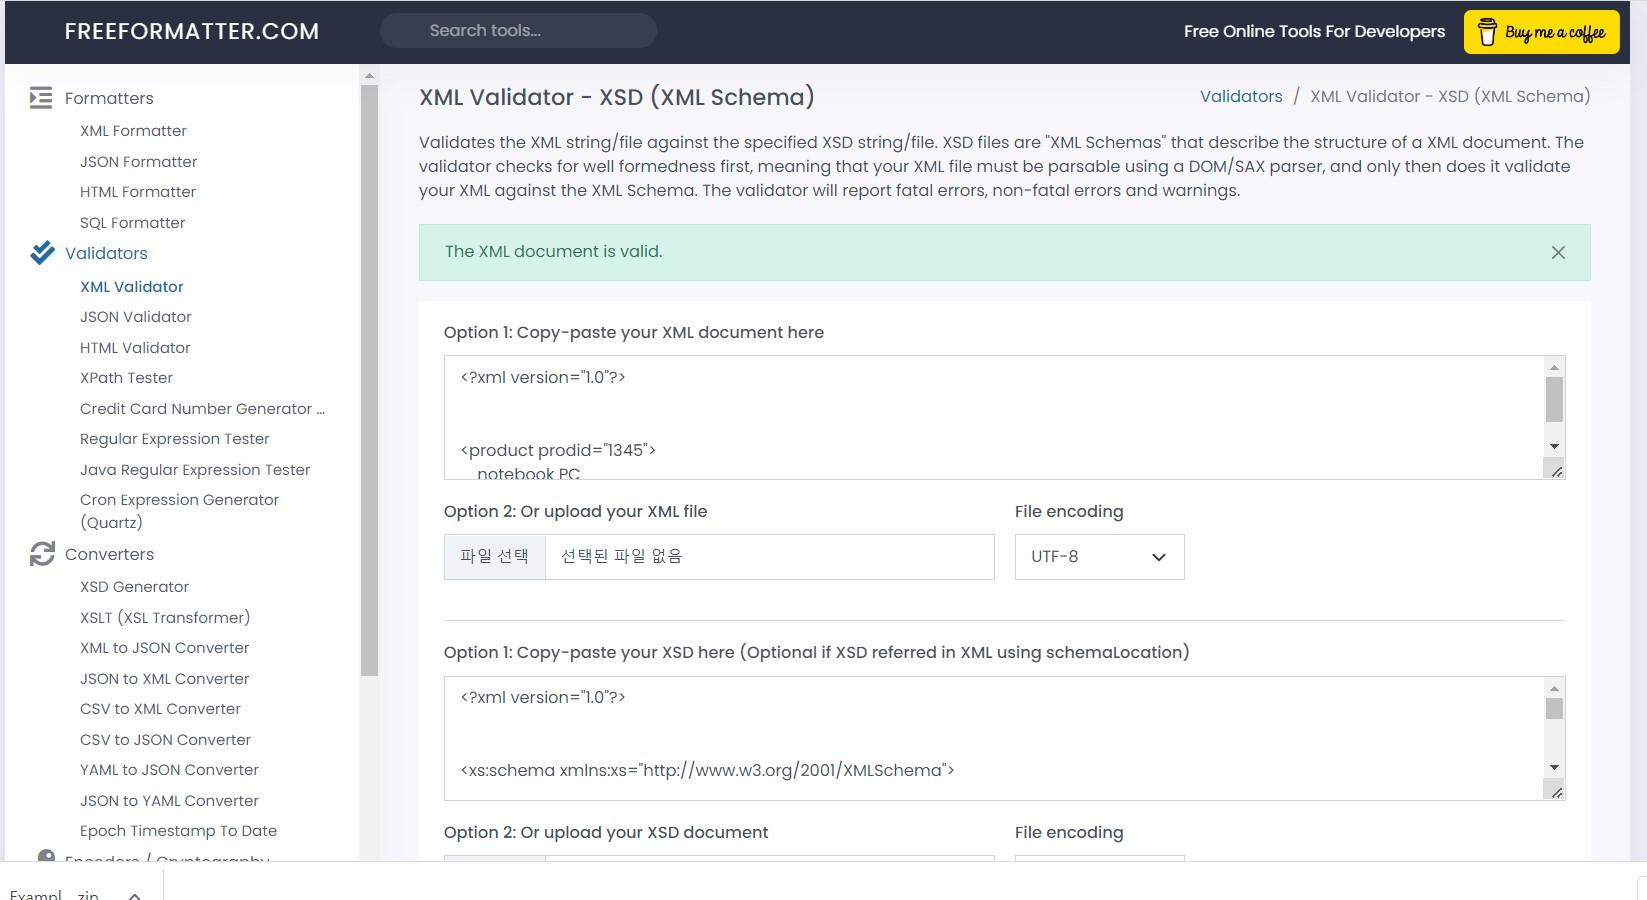 FREEFORMATTER.COM
Search tools...
Free Online Tools For Developers
Buy me a coffee
Formatters
XML Formatter
JSON Formatter
HTML Formatter
SQL Formatter
Validators
XML Validator
JSON Validator
HTML Validator
XPath Tester
Credit Card Number Generator ...
Regular Expression Tester
Java Regular Expression Tester
Cron Expression Generator
(Quartz)
Converters
XSD Generator
XSLT (XSL Transformer)
XML to JSON Converter
JSON to XML Converter
CSV to XML Converter
CSV to JSON Converter
YAML to JSON Converter
JSON to YAML Converter
Epoch Timestamp To Date
Encoders / Cryptography
XML Validator - XSD (XML Schema)
Validators / XML Validator - XSD (XML Schema)
Validates the XML string/file against the specified XSD string/file. XSD files are "XML Schemas" that describe the structure of a XML document. The
validator checks for well formedness first, meaning that your XML file must be parsable using a DOM/SAX parser, and only then does it validate
your XML against the XML Schema. The validator will report fatal errors, non-fatal errors and warnings.
The XML document is valid.
Option 1: Copy-paste your XML document here
<?xml version="1.0"?>
<product prodid="1345">
notebook PC
Option 2: Or upload your XML file
File encoding
파일 선택 선택된 파일 없음
UTF-8
Option 1: Copy-paste your XSD here (Optional if XSD referred in XML using schemaLocation)
<?xml version="1.0"?>
<xs:schema xmlns:xs="http://www.w3.org/2001/XMLSchema">
Option 2: Or upload your XSD document
File encoding
Exampl....zip